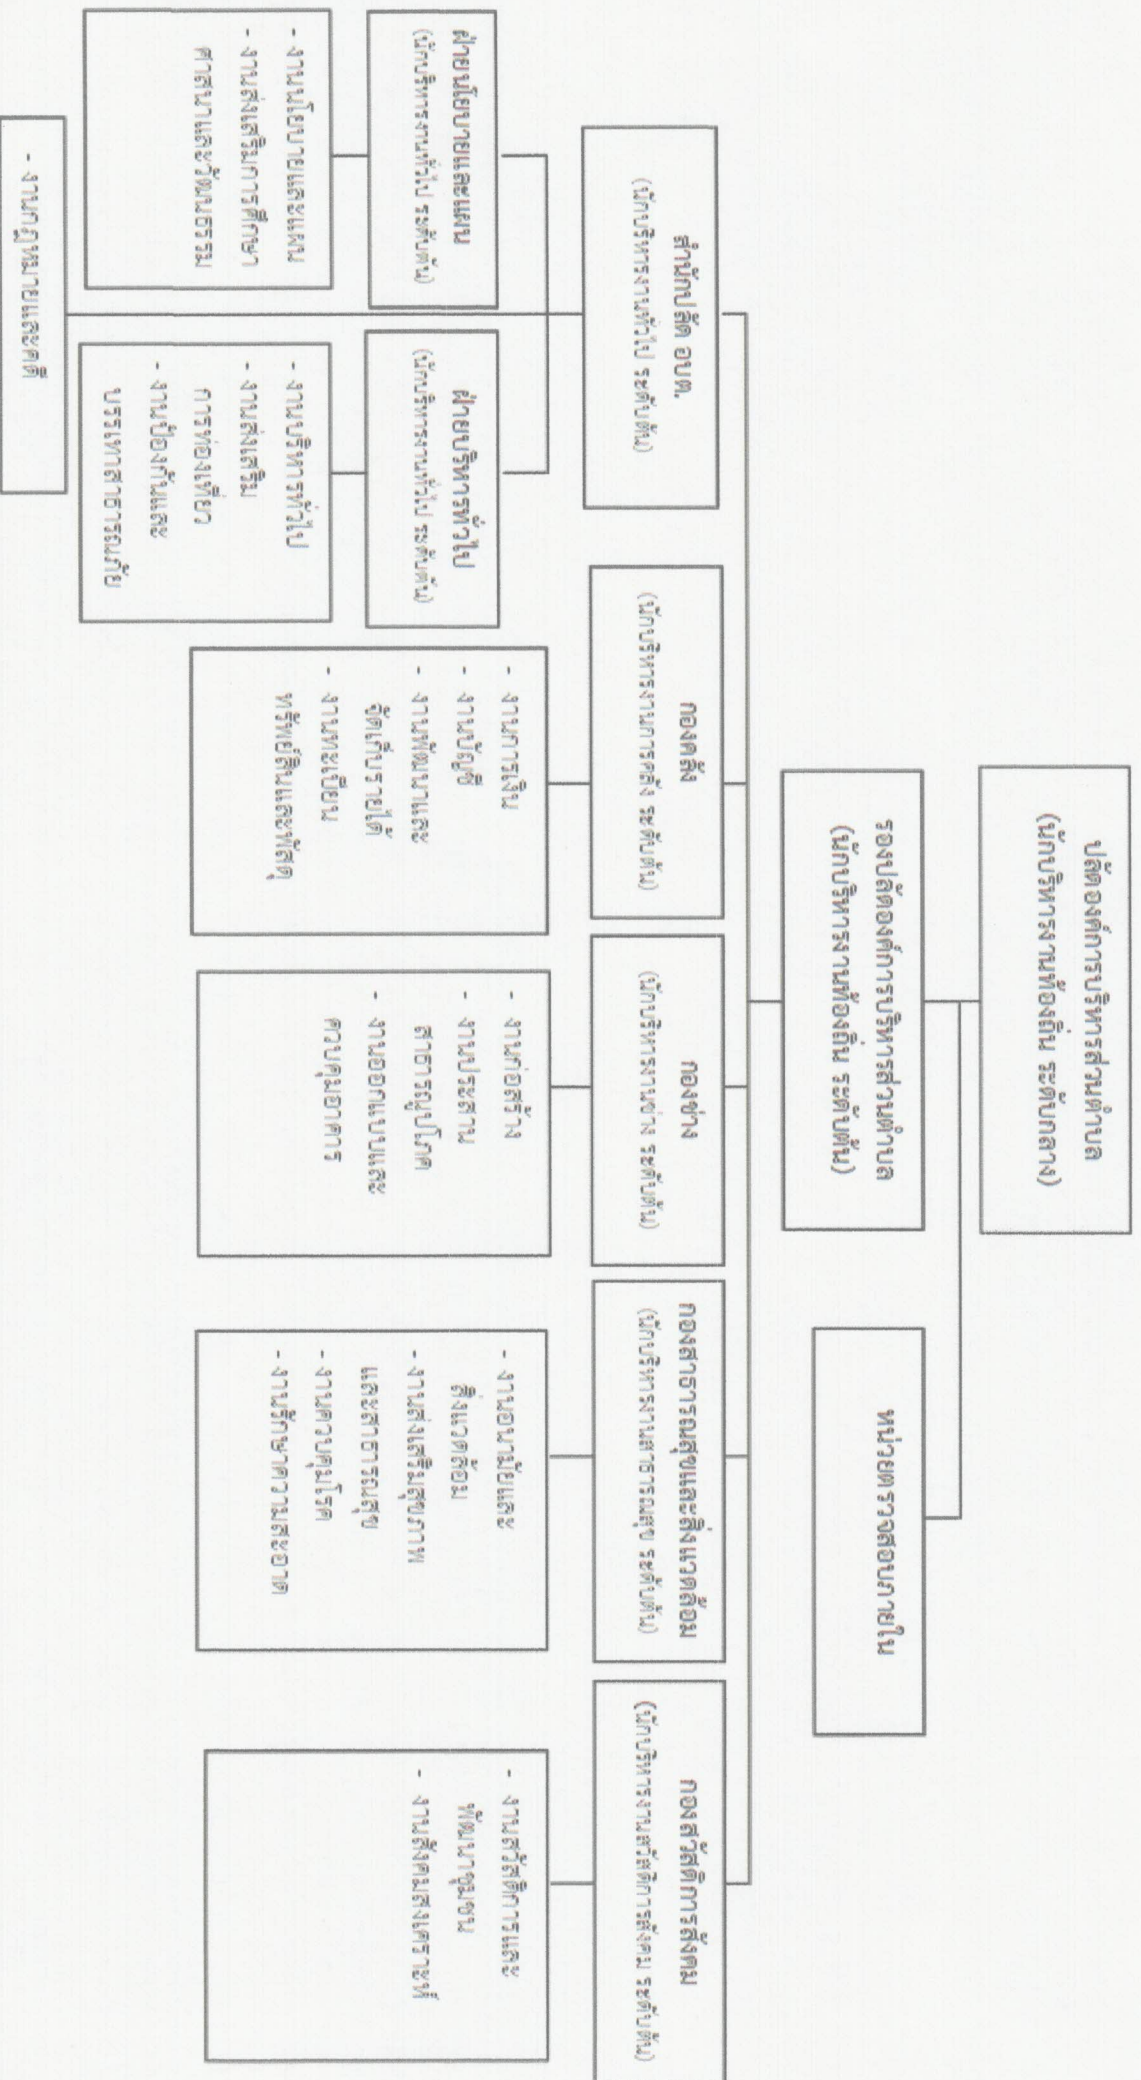 ปลัดองค์การบริหารส่วนตำบล
(นักบริหารงานท้องถิ่น ระดับกลาง)
หน่วยตรวจสอบภายใน
รองปลัดองค์การบริหารส่วนตำบล
(นักบริหารงานท้องถิ่น ระดับต้น)
สำนักปลัด อบต.
(นักบริหารงานทั่วไป ระดับต้น)
กองคลัง
(นักบริหารงานการคลัง ระดับต้น)
กองช่าง
(นักบริหารงานช่าง ระดับต้น)
กองสาธารณสุขและสิ่งแวดล้อม
(นักบริหารงานสาธารณสุข ระดับต้น)
กองสวัสดิการสังคม
(นักบริหารงานสวัสดิการสังคม ระดับต้น)
ฝ่ายนโยบายและแผน
(นักบริหารงานทั่วไป ระดับต้น)
ฝ่ายบริหารทั่วไป
(นักบริหารงานทั่วไป ระดับต้น)
- งานนโยบายและแผน
- งานส่งเสริมการศึกษา
ศาสนาและวัฒนธรรม
- งานบริหารทั่วไป
- งานส่งเสริม
การท่องเที่ยว
- งานป้องกันและ
บรรเทาสาธารณภัย
- งานกฎหมายและคดี
- งานการเงิน
- งานบัญชี
- งานพัฒนาและ
จัดเก็บรายได้
- งานทะเบียน
ทรัพย์สินและพัสดุ
- งานก่อสร้าง
- งานประสาน
สาธารณูปโภค
- งานออกแบบและ
ควบคุมอาคาร
- งานอนามัยและ
สิ่งแวดล้อม
- งานส่งเสริมสุขภาพ
และสาธารณสุข
- งานควบคุมโรค
- งานรักษาความสะอาด
- งานสวัสดิการและ
พัฒนาชุมชน
- งานสังคมสงเคราะห์